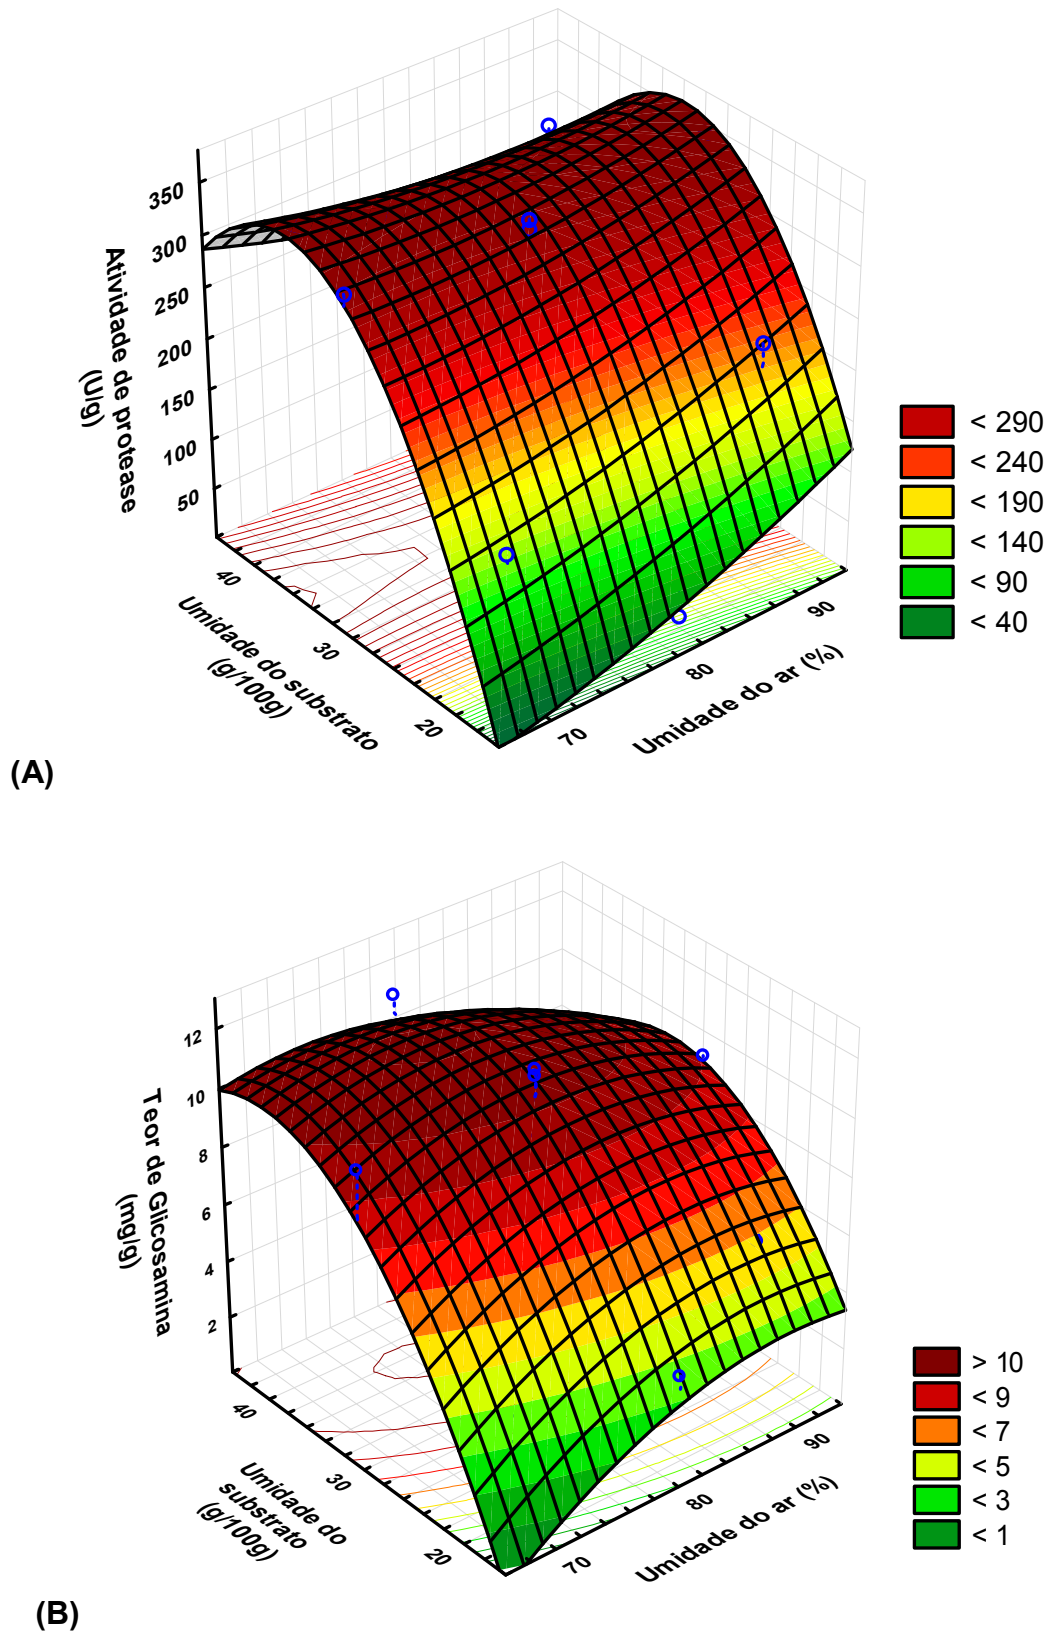 350
300
250
200
150
100
50
Atividade de protease
(U/g)
40
30
20
Umidade do substrato
(g/100g)
70
80
90
Umidade do ar (%)
< 290
< 240
< 190
< 140
< 90
< 40
(A)
12
10
8
6
4
2
Teor de Glicosamina
(mg/g)
40
30
20
Umidade do
substrato
(g/100g)
70
80
90
Umidade do ar (%)
> 10
< 9
< 7
< 5
< 3
< 1
(B)